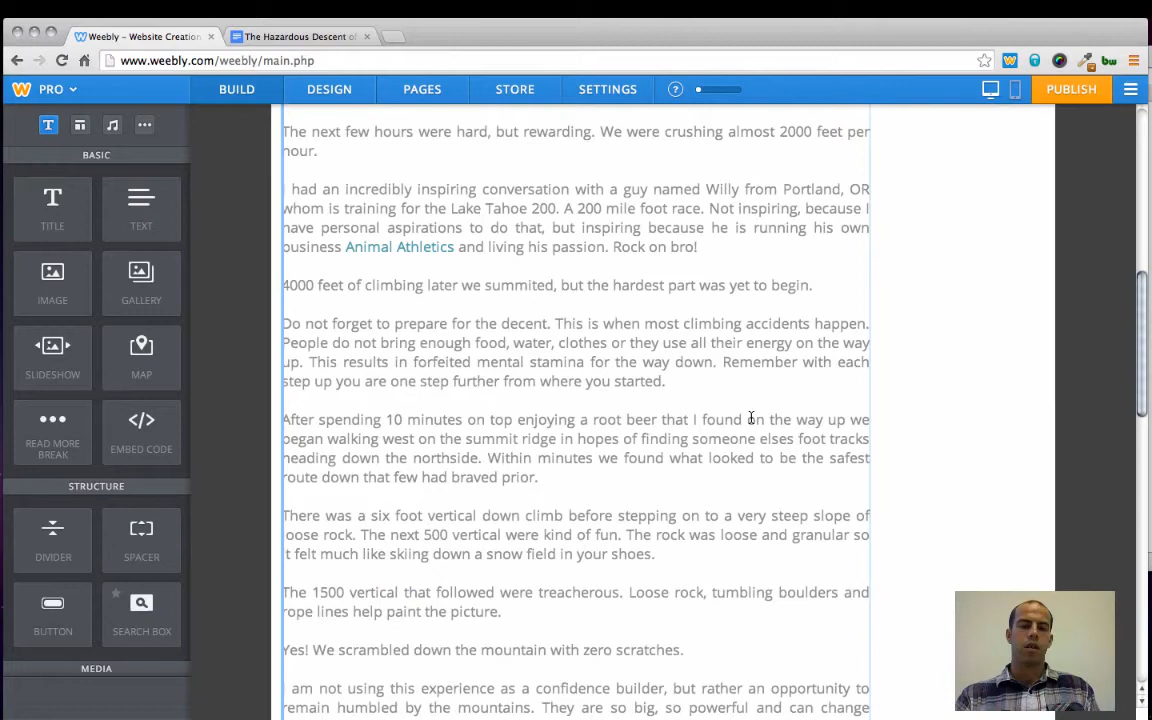 Weebly - Website Creation
The Hazardous Descent of
www.weebly.com/weebly/main.php
PRO
BUILD
DESIGN
PAGES
STORE
SETTINGS
?
PUBLISH
BASIC
TITLE
TEXT
IMAGE
GALLERY
SLIDESHOW
MAP
READ MORE
BREAK
EMBED CODE
STRUCTURE
DIVIDER
SPACER
BUTTON
SEARCH BOX
MEDIA
The next few hours were hard, but rewarding. We were crushing almost 2000 feet per
hour.
I had an incredibly inspiring conversation with a guy named Willy from Portland, OR
whom is training for the Lake Tahoe 200. A 200 mile foot race. Not inspiring, because I
have personal aspirations to do that, but inspiring because he is running his own
business Animal Athletics and living his passion. Rock on bro!
4000 feet of climbing later we summited, but the hardest part was yet to begin.
Do not forget to prepare for the decent. This is when most climbing accidents happen.
People do not bring enough food, water, clothes or they use all their energy on the way
up. This results in forfeited mental stamina for the way down. Remember with each
step up you are one step further from where you started.
After spending 10 minutes on top enjoying a root beer that I found on the way up we
began walking west on the summit ridge in hopes of finding someone elses foot tracks
heading down the northside. Within minutes we found what looked to be the safest
route down that few had braved prior.
There was a six foot vertical down climb before stepping on to a very steep slope of
loose rock. The next 500 vertical were kind of fun. The rock was loose and granular so
it felt much like skiing down a snow field in your shoes.
The 1500 vertical that followed were treacherous. Loose rock, tumbling boulders and
rope lines help paint the picture.
Yes! We scrambled down the mountain with zero scratches.
I am not using this experience as a confidence builder, but rather an opportunity to
remain humbled by the mountains. They are so big, so powerful and can change